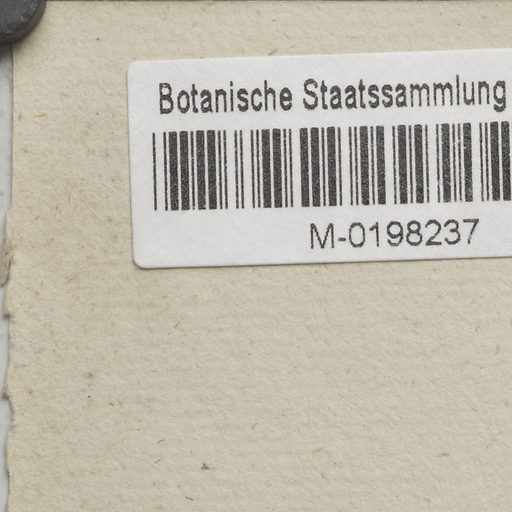 Botanische Staatssammlung
M-0198237